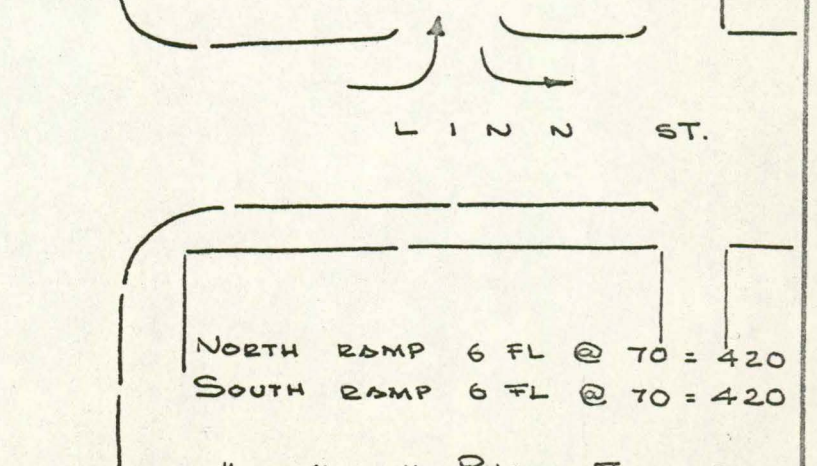 LINN ST.
NORTH RAMP 6 FL @ 70 = 420
SOUTH RAMP 6 FL @ 70 = 420